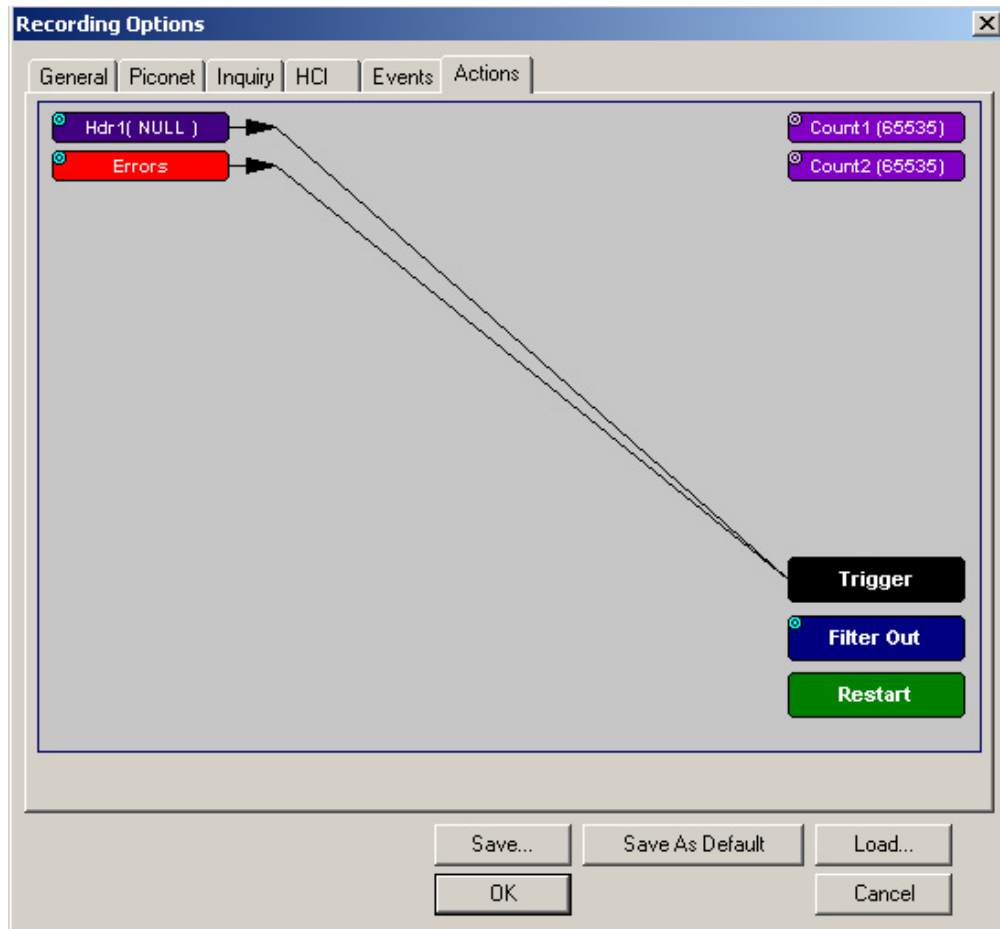 Recording Options
General Piconet Inquiry HCI Events Actions
Hdr1( NULL ) Count1 (65535)
Errors Count2 (65535)
Trigger
Filter Out
Restart
Save... Save As Default Load...
OK Cancel